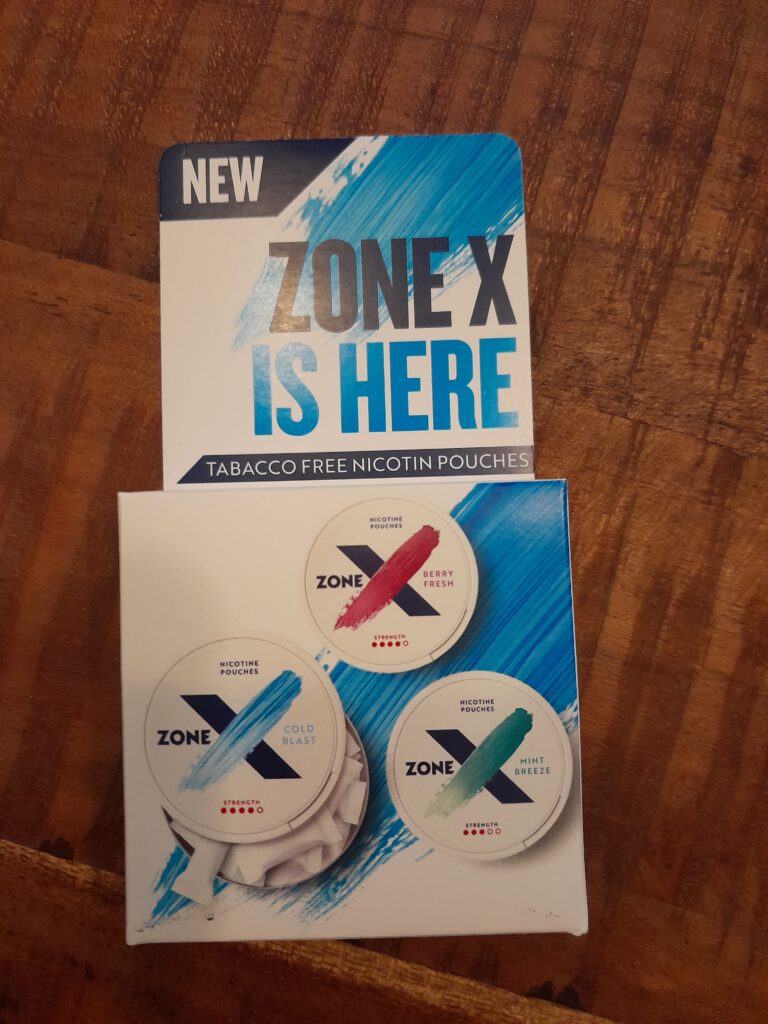 NEW
ZONE X
IS HERE
TABACCO FREE NICOTIN POUCHES
NICOTINE
POUCHES
ZONE X
BERRY
FRESH
STRENGTH
NICOTINE
POUCHES
ZONE X
COLD
BLAST
STRENGTH
NICOTINE
POUCHES
ZONE X
MINT
BREEZE
STRENGTH